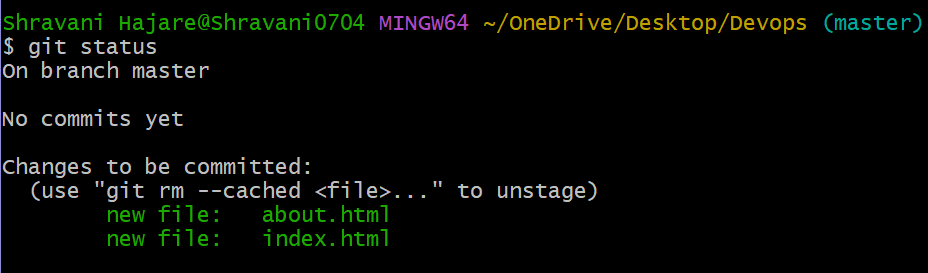 Shravani Hajare@Shravani0704 MINGW64 ~/OneDrive/Desktop/Devops (master)
$ git status
On branch master

No commits yet

Changes to be committed:
  (use "git rm --cached <file>..." to unstage)
        new file:   about.html
        new file:   index.html